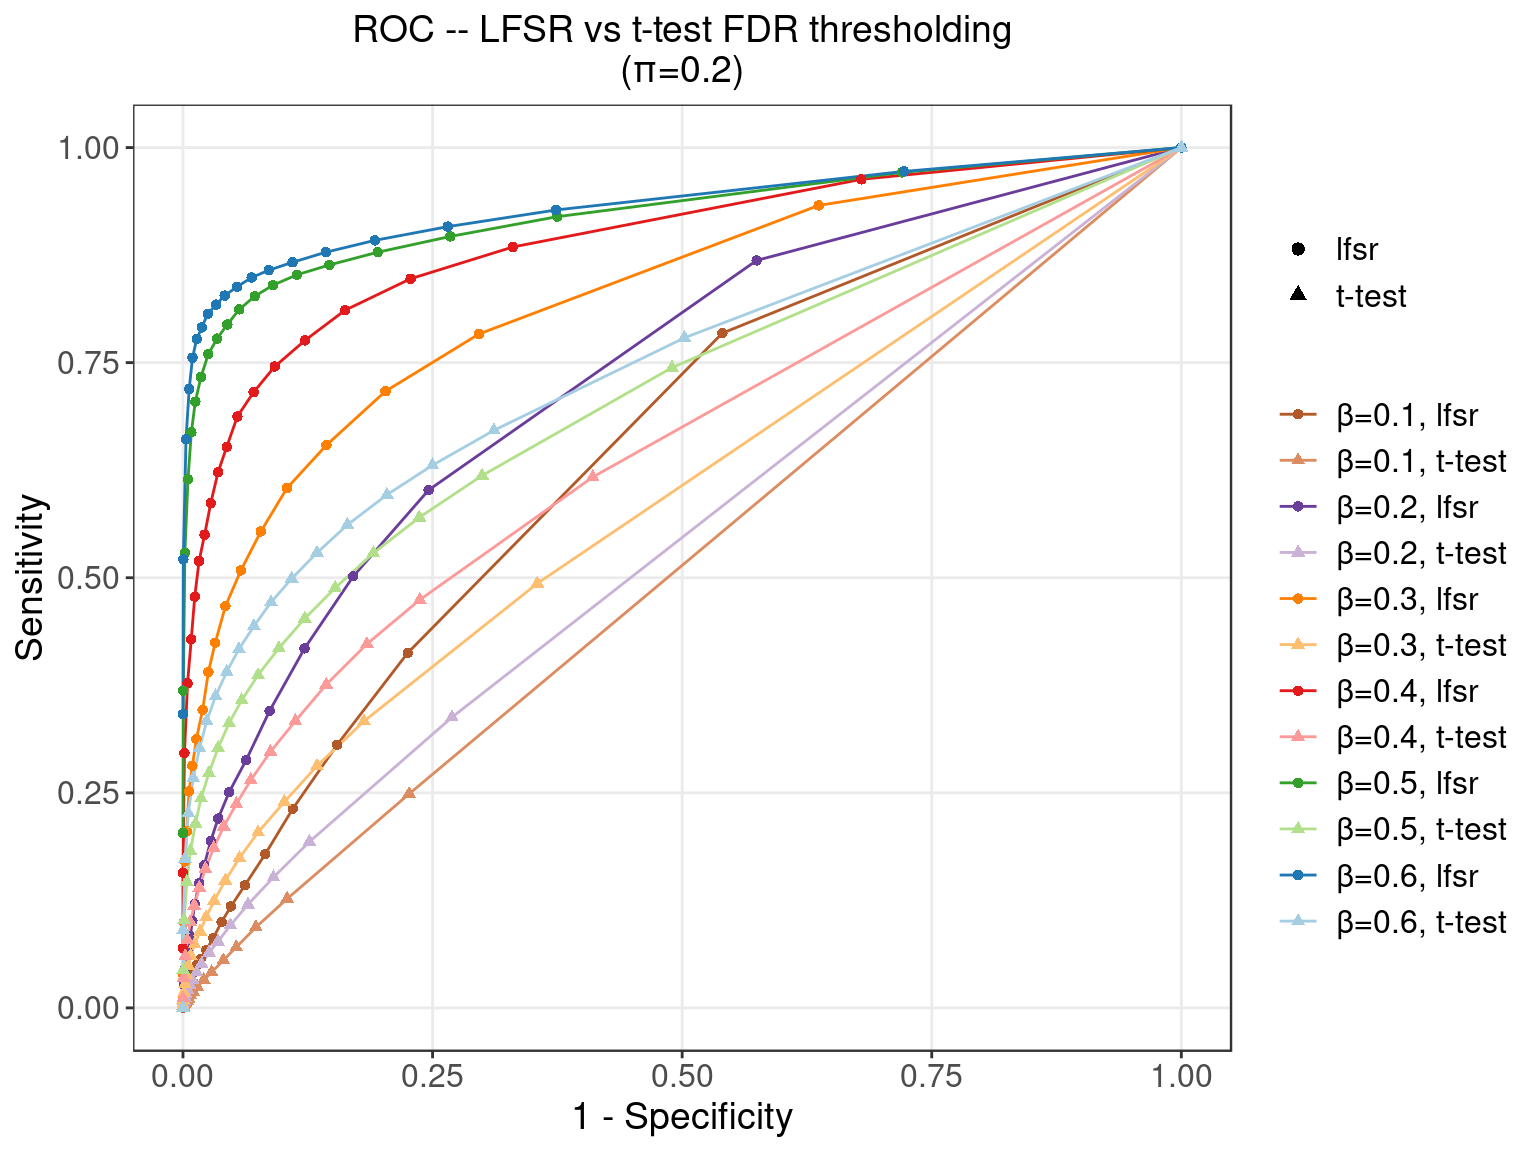 ROC -- LFSR vs t-test FDR thresholding
(π=0.2)
1.00
0.75
0.50
0.25
0.00
Sensitivity
0.00 0.25 0.50 0.75 1.00
1 - Specificity
lfsr
t-test
β=0.1, lfsr
β=0.1, t-test
β=0.2, lfsr
β=0.2, t-test
β=0.3, lfsr
β=0.3, t-test
β=0.4, lfsr
β=0.4, t-test
β=0.5, lfsr
β=0.5, t-test
β=0.6, lfsr
β=0.6, t-test